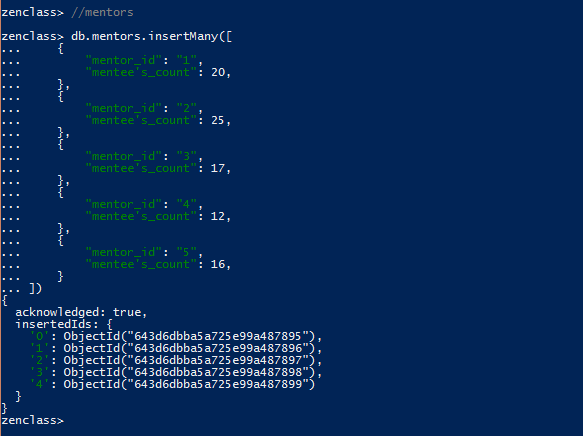 zenclass> //mentors
zenclass> db.mentors.insertMany([
...     {
...         "mentor_id": "1",
...         "mentee's_count": 20,
...     },
...     {
...         "mentor_id": "2",
...         "mentee's_count": 25,
...     },
...     {
...         "mentor_id": "3",
...         "mentee's_count": 17,
...     },
...     {
...         "mentor_id": "4",
...         "mentee's_count": 12,
...     },
...     {
...         "mentor_id": "5",
...         "mentee's_count": 16,
...     }
... ])
{
  acknowledged: true,
  insertedIds: {
    '0': ObjectId("643d6dbba5a725e99a487895"),
    '1': ObjectId("643d6dbba5a725e99a487896"),
    '2': ObjectId("643d6dbba5a725e99a487897"),
    '3': ObjectId("643d6dbba5a725e99a487898"),
    '4': ObjectId("643d6dbba5a725e99a487899")
  }
}
zenclass>